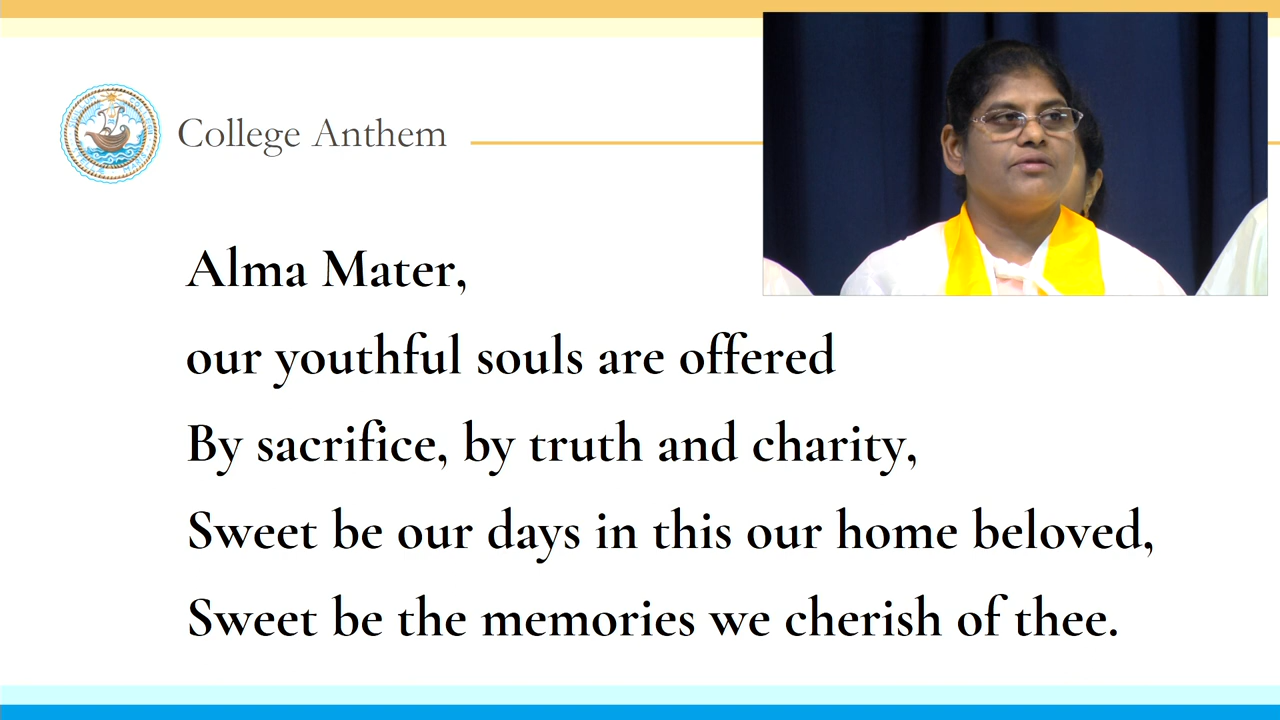 College Anthem
Alma Mater,
our youthful souls are offered
By sacrifice, by truth and charity,
Sweet be our days in this our home beloved,
Sweet be the memories we cherish of thee.